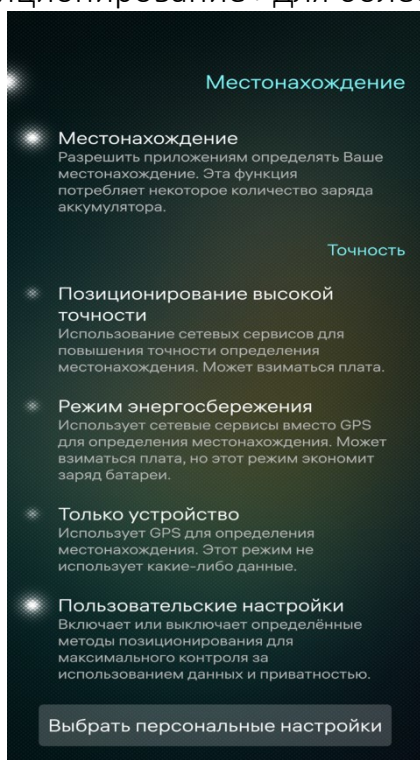 Местонахождение
Местонахождение
Разрешить приложениям определять Ваше
местонахождение. Эта функция
потребляет некоторое количество заряда
аккумулятора.
Точность
Позиционирование высокой
точности
Использование сетевых сервисов для
повышения точности определения
местонахождения. Может взиматься плата.
Режим энергосбережения
Использует сетевые сервисы вместо GPS
для определения местонахождения. Может
взиматься плата, но этот режим экономит
заряд батареи.
Только устройство
Использует GPS для определения
местонахождения. Этот режим не
использует какие-либо данные.
Пользовательские настройки
Включает или выключает определённые
методы позиционирования для
максимального контроля за
использованием данных и приватностью.
Выбрать персональные настройки